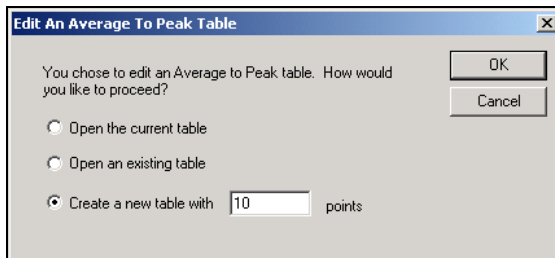 Edit An Average To Peak Table
You chose to edit an Average to Peak table. How would
you like to proceed?
OK
Cancel
Open the current table
Open an existing table
Create a new table with 10 points